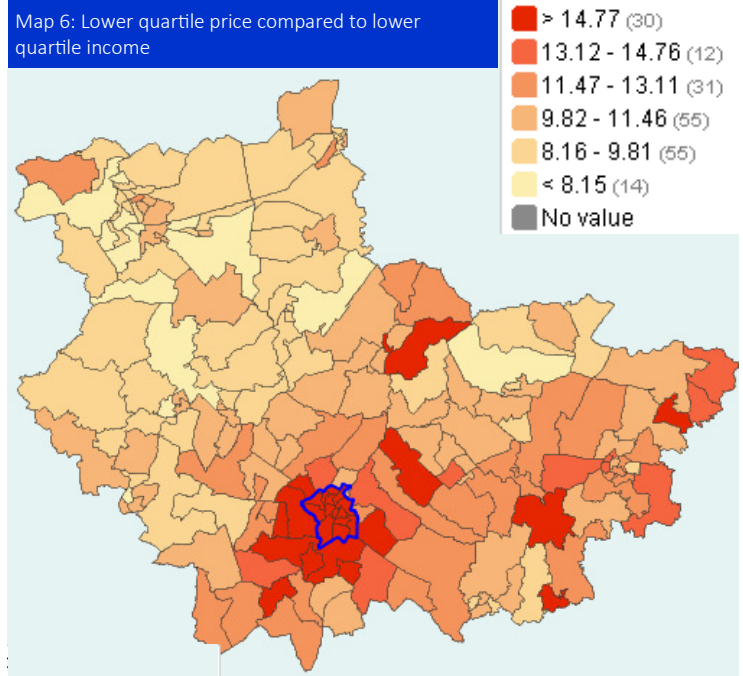 Map 6: Lower quartile price compared to lower
quartile income
> 14.77 (30)
13.12 - 14.76 (12)
11.47 - 13.11 (31)
9.82 - 11.46 (55)
8.16 - 9.81 (55)
< 8.15 (14)
No value